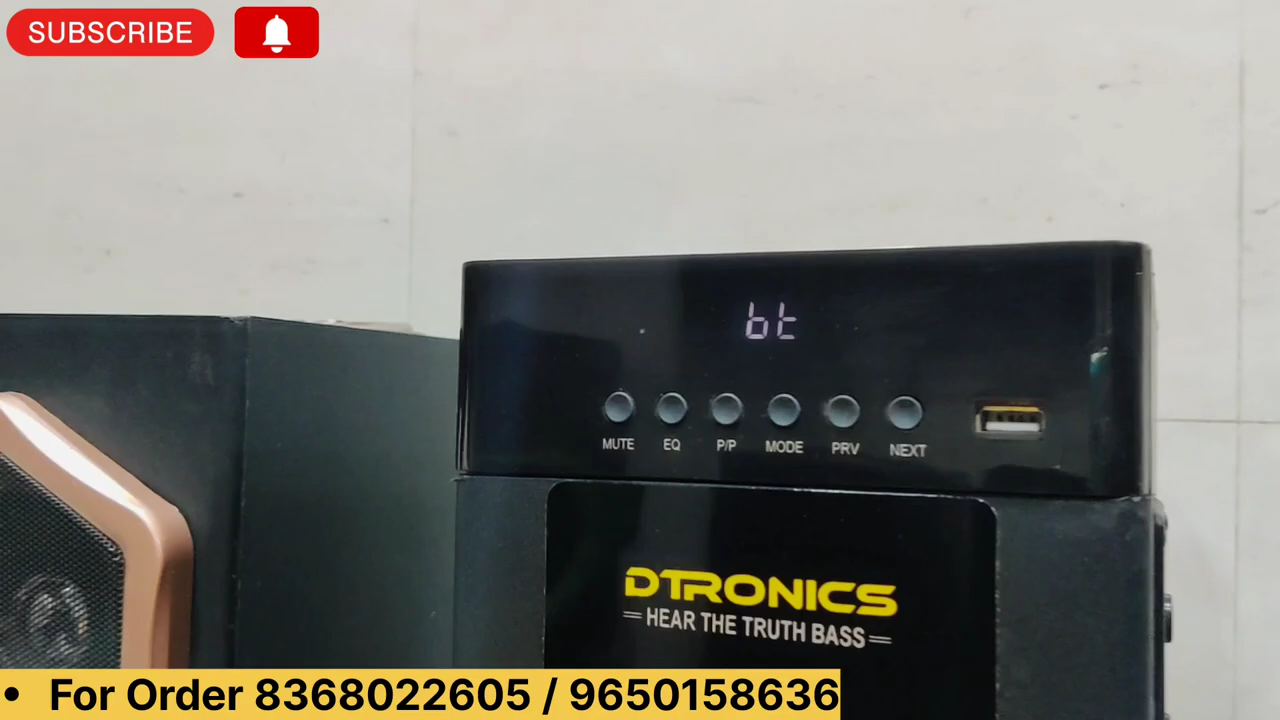 SUBSCRIBE
bt
MUTE EQ P/P MODE PRV NEXT
DTRONICS
HEAR THE TRUTH BASS
• For Order 8368022605 / 9650158636